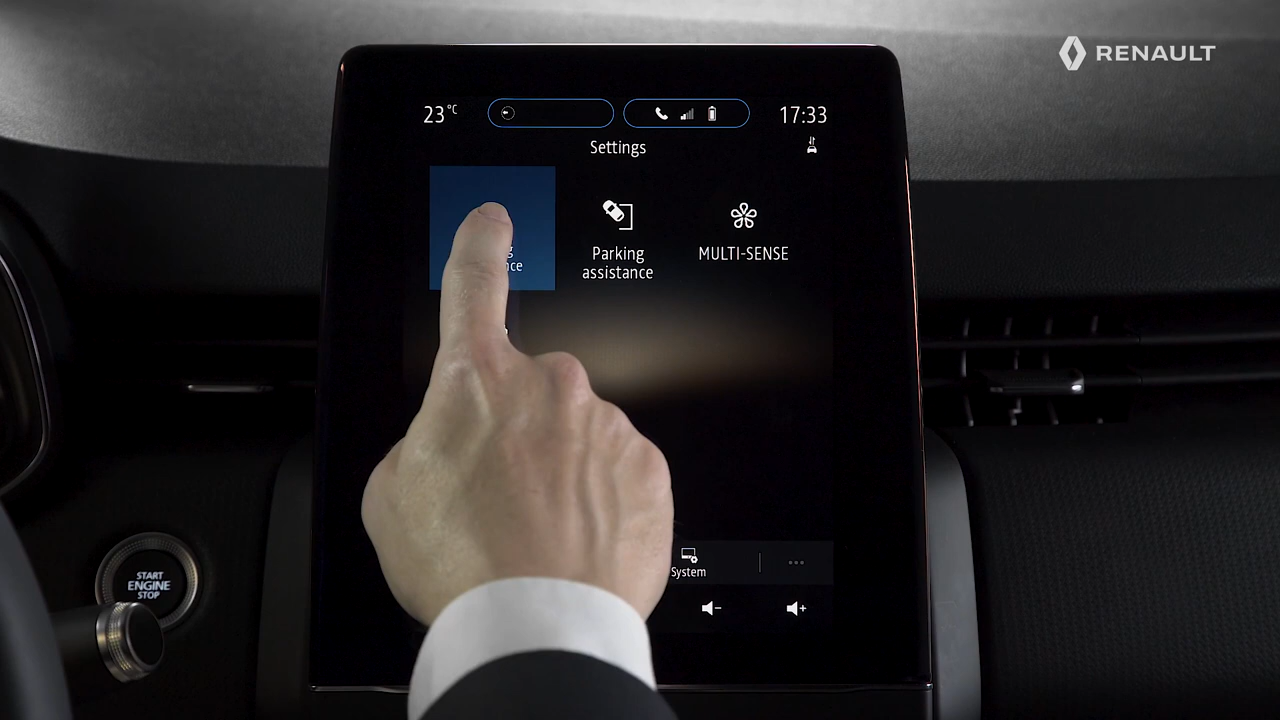 RENAULT
23°C 17:33
Settings
Parking
assistance
MULTI-SENSE
System
START
ENGINE
STOP